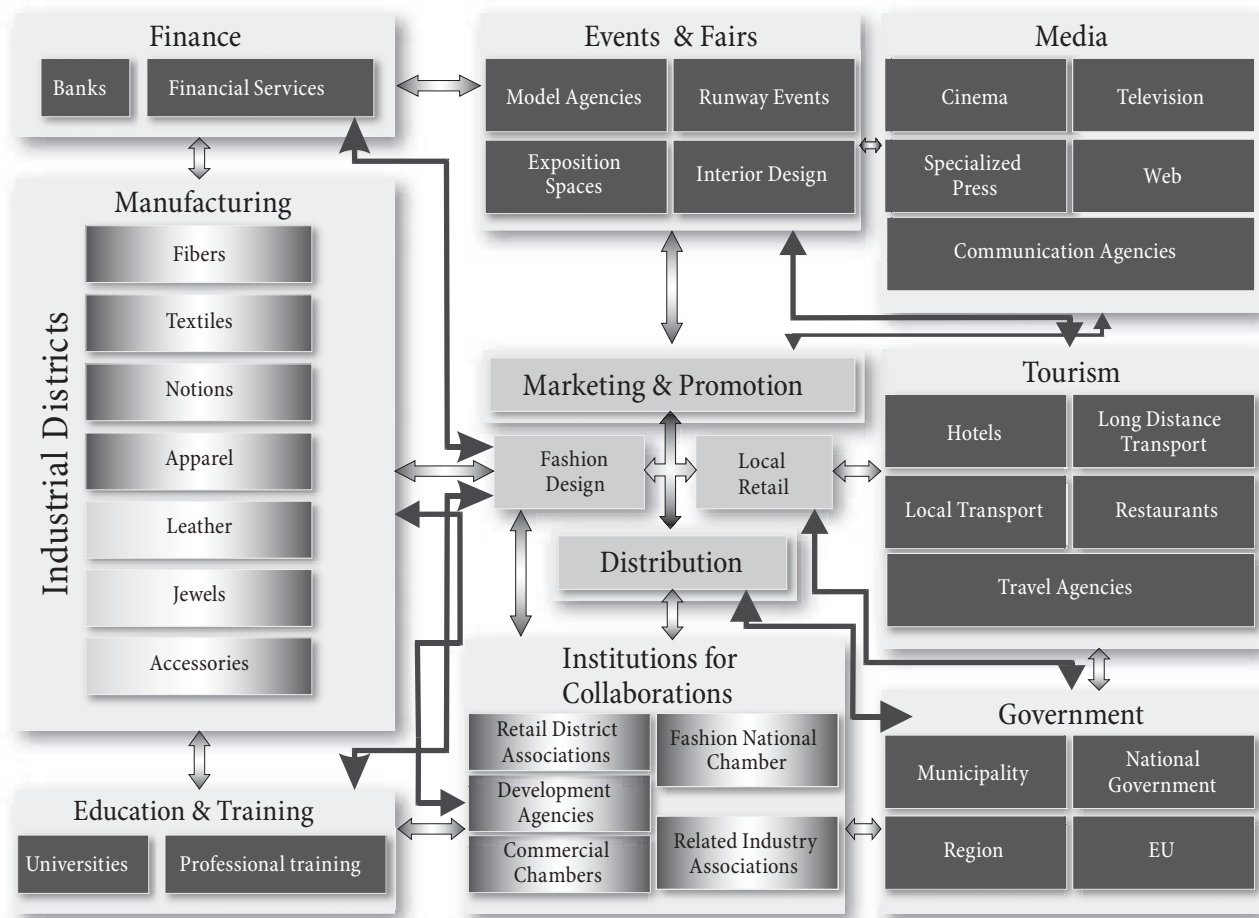 Finance
Banks
Financial Services
Events & Fairs
Model Agencies
Runway Events
Exposition
Spaces
Interior Design
Media
Cinema
Television
Specialized
Press
Web
Communication Agencies
Industrial Districts
Manufacturing
Fibers
Textiles
Notions
Apparel
Leather
Jewels
Accessories
Marketing & Promotion
Fashion
Design
Local
Retail
Distribution
Tourism
Hotels
Long Distance
Transport
Local Transport
Restaurants
Travel Agencies
Education & Training
Universities
Professional training
Institutions for
Collaborations
Retail District
Associations
Fashion National
Chamber
Development
Agencies
Commercial
Chambers
Related Industry
Associations
Government
Municipality
National
Government
Region
EU